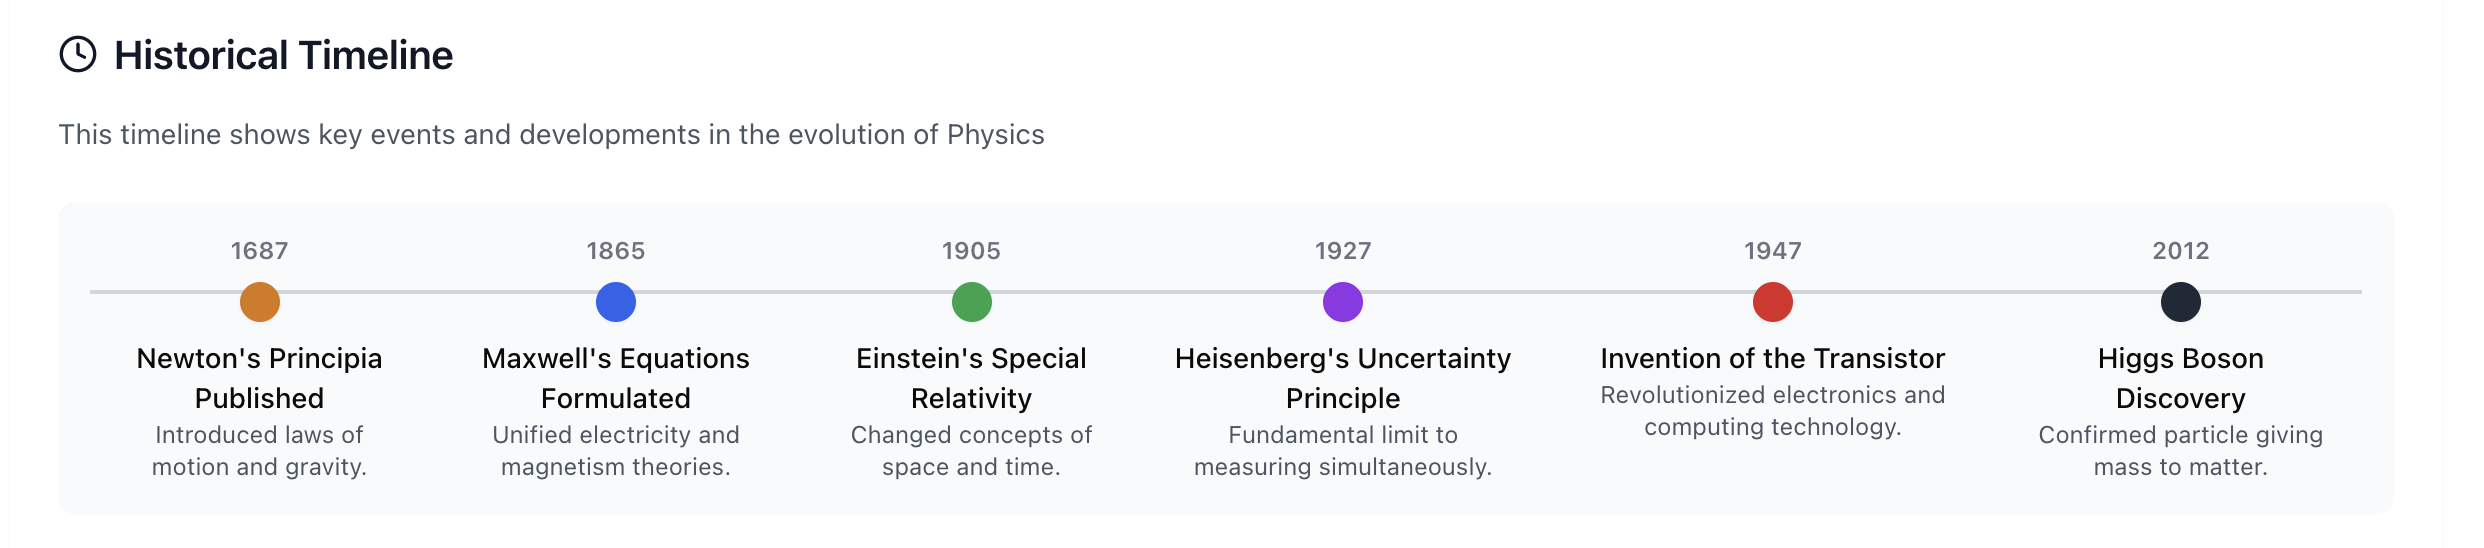 Historical Timeline
This timeline shows key events and developments in the evolution of Physics
1687
Newton's Principia
Published
Introduced laws of
motion and gravity.
1865
Maxwell's Equations
Formulated
Unified electricity and
magnetism theories.
1905
Einstein's Special
Relativity
Changed concepts of
space and time.
1927
Heisenberg's Uncertainty
Principle
Fundamental limit to
measuring simultaneously.
1947
Invention of the Transistor
Revolutionized electronics and
computing technology.
2012
Higgs Boson
Discovery
Confirmed particle giving
mass to matter.